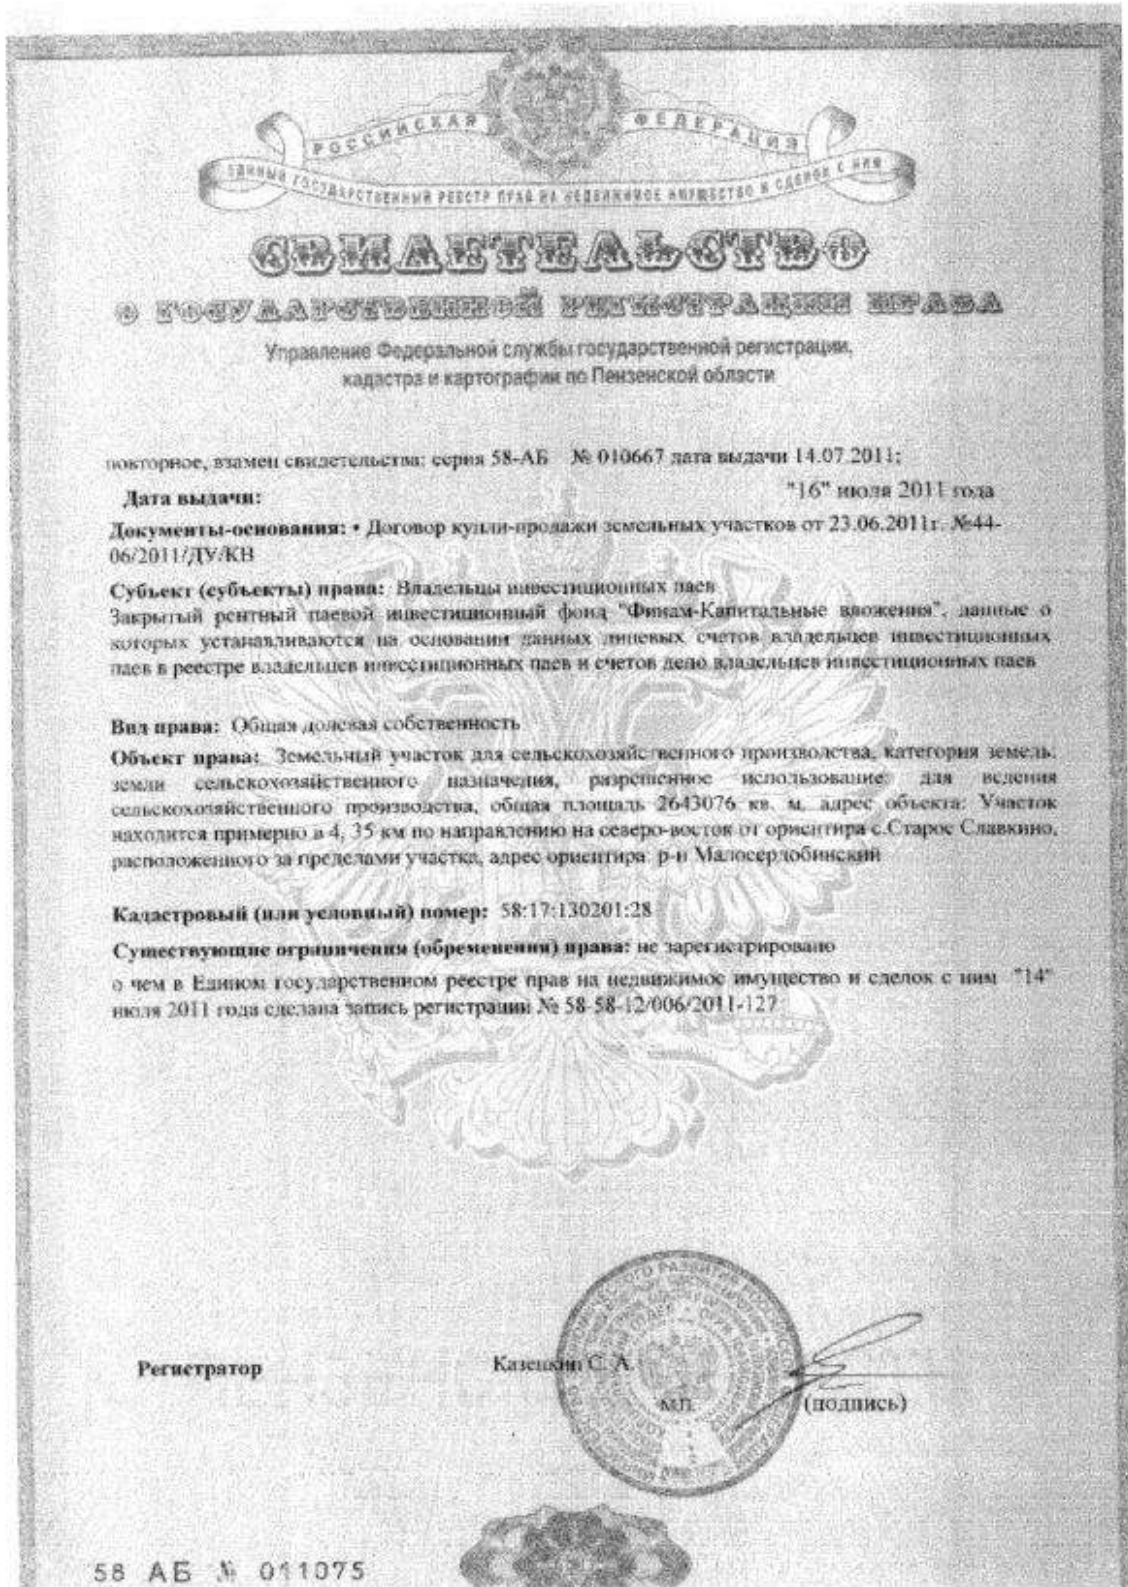 РОССИЙСКАЯ ФЕДЕРАЦИЯ
ЕДИНЫЙ ГОСУДАРСТВЕННЫЙ РЕЕСТР ПРАВ НА НЕДВИЖИМОЕ ИМУЩЕСТВО И СДЕЛОК С НИМ
СВИДЕТЕЛЬСТВО
О ГОСУДАРСТВЕННОЙ РЕГИСТРАЦИИ ПРАВА
Управление Федеральной службы государственной регистрации,
кадастра и картографии по Пензенской области
повторное, взамен свидетельства: серия 58-АБ № 010667 дата выдачи 14.07.2011;
Дата выдачи: "16" июля 2011 года
Документы-основания: • Договор купли-продажи земельных участков от 23.06.2011г. №44-
06/2011/ДУ/КН
Субъект (субъекты) права: Владельцы инвестиционных паев
Закрытый рентный паевой инвестиционный фонд "Финам-Капитальные вложения", данные о
которых устанавливаются на основании данных лицевых счетов владельцев инвестиционных
паев в реестре владельцев инвестиционных паев и счетов депо владельцев инвестиционных паев
Вид права: Общая долевая собственность
Объект права: Земельный участок для сельскохозяйственного производства, категория земель:
земли сельскохозяйственного назначения, разрешенное использование: для ведения
сельскохозяйственного производства, общая площадь 2643076 кв. м, адрес объекта: Участок
находится примерно в 4, 35 км по направлению на северо-восток от ориентира с.Старое Славкино,
расположенного за пределами участка, адрес ориентира: р-н Малосердобинский
Кадастровый (или условный) номер: 58:17:130201:28
Существующие ограничения (обременения) права: не зарегистрировано
о чем в Едином государственном реестре прав на недвижимое имущество и сделок с ним "14"
июля 2011 года сделана запись регистрации № 58-58-12/006/2011-127
Регистратор Казецкин С. А.
М.П. (подпись)
58 АБ № 011075